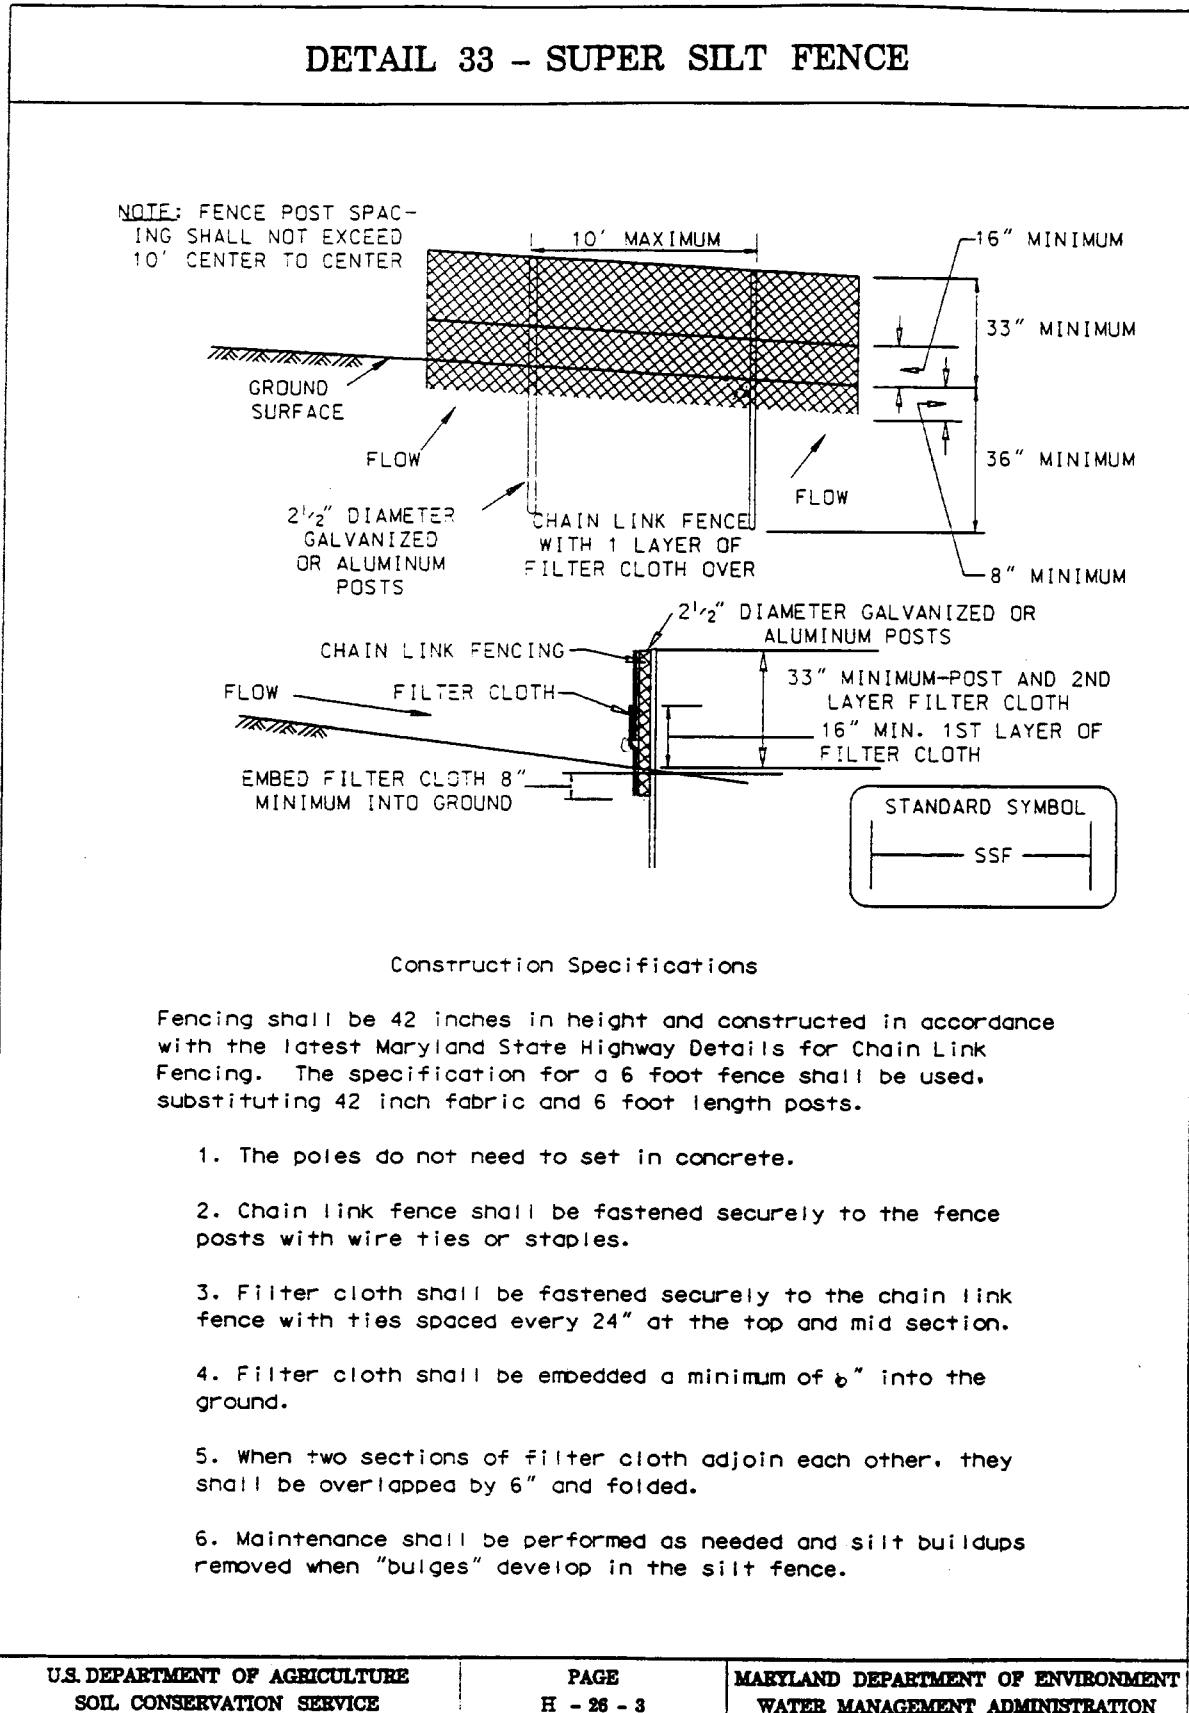 DETAIL 33 – SUPER SILT FENCE
NOTE: FENCE POST SPAC-
ING SHALL NOT EXCEED
10' CENTER TO CENTER
10' MAXIMUM
16" MINIMUM
33" MINIMUM
GROUND
SURFACE
FLOW
36" MINIMUM
FLOW
2 1/2" DIAMETER
GALVANIZED
OR ALUMINUM
POSTS
CHAIN LINK FENCE
WITH 1 LAYER OF
FILTER CLOTH OVER
8" MINIMUM
2 1/2" DIAMETER GALVANIZED OR
ALUMINUM POSTS
CHAIN LINK FENCING
FLOW
FILTER CLOTH
33" MINIMUM-POST AND 2ND
LAYER FILTER CLOTH
16" MIN. 1ST LAYER OF
FILTER CLOTH
EMBED FILTER CLOTH 8"
MINIMUM INTO GROUND
STANDARD SYMBOL
SSF
Construction Specifications
Fencing shall be 42 inches in height and constructed in accordance
with the latest Maryland State Highway Details for Chain Link
Fencing. The specification for a 6 foot fence shall be used,
substituting 42 inch fabric and 6 foot length posts.
1. The poles do not need to set in concrete.
2. Chain link fence shall be fastened securely to the fence
posts with wire ties or staples.
3. Filter cloth shall be fastened securely to the chain link
fence with ties spaced every 24" at the top and mid section.
4. Filter cloth shall be embedded a minimum of " into the
ground.
5. When two sections of filter cloth adjoin each other, they
shall be overlapped by 6" and folded.
6. Maintenance shall be performed as needed and silt buildups
removed when "bulges" develop in the silt fence.
U.S. DEPARTMENT OF AGRICULTURE
SOIL CONSERVATION SERVICE
PAGE
H - 26 - 3
MARYLAND DEPARTMENT OF ENVIRONMENT
WATER MANAGEMENT ADMINISTRATION